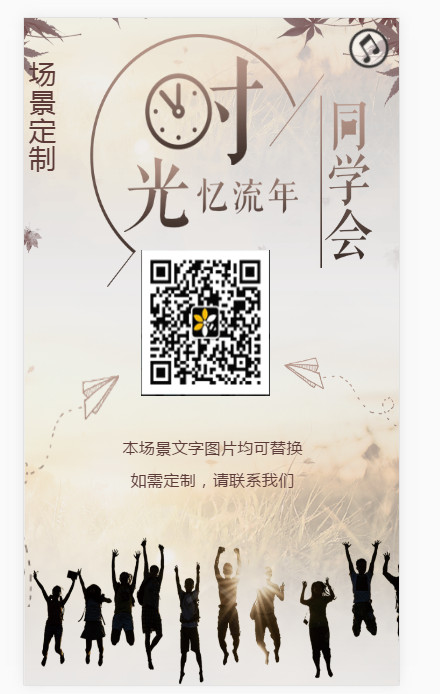 场景定制
时光
忆流年
同学会
本场景文字图片均可替换
如需定制，请联系我们